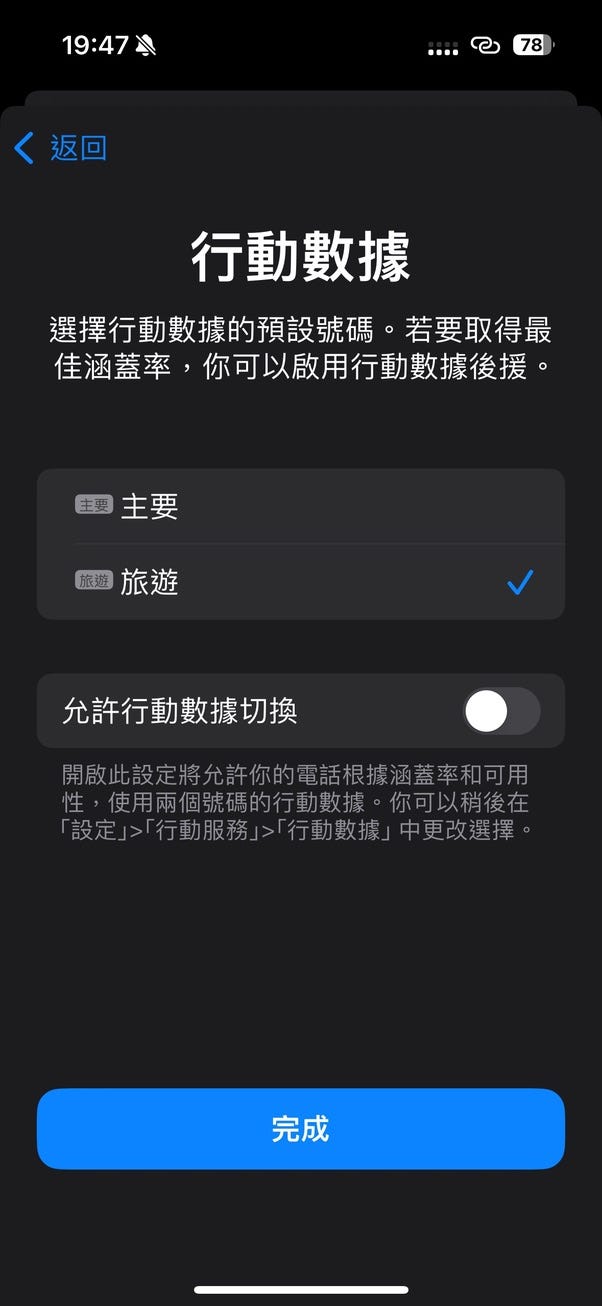 19:47
78
返回
行動數據
選擇行動數據的預設號碼。若要取得最
佳涵蓋率，你可以啟用行動數據後援。
主要 主要
旅遊 旅遊
允許行動數據切換
開啟此設定將允許你的電話根據涵蓋率和可用
性，使用兩個號碼的行動數據。你可以稍後在
「設定」>「行動服務」>「行動數據」中更改選擇。
完成